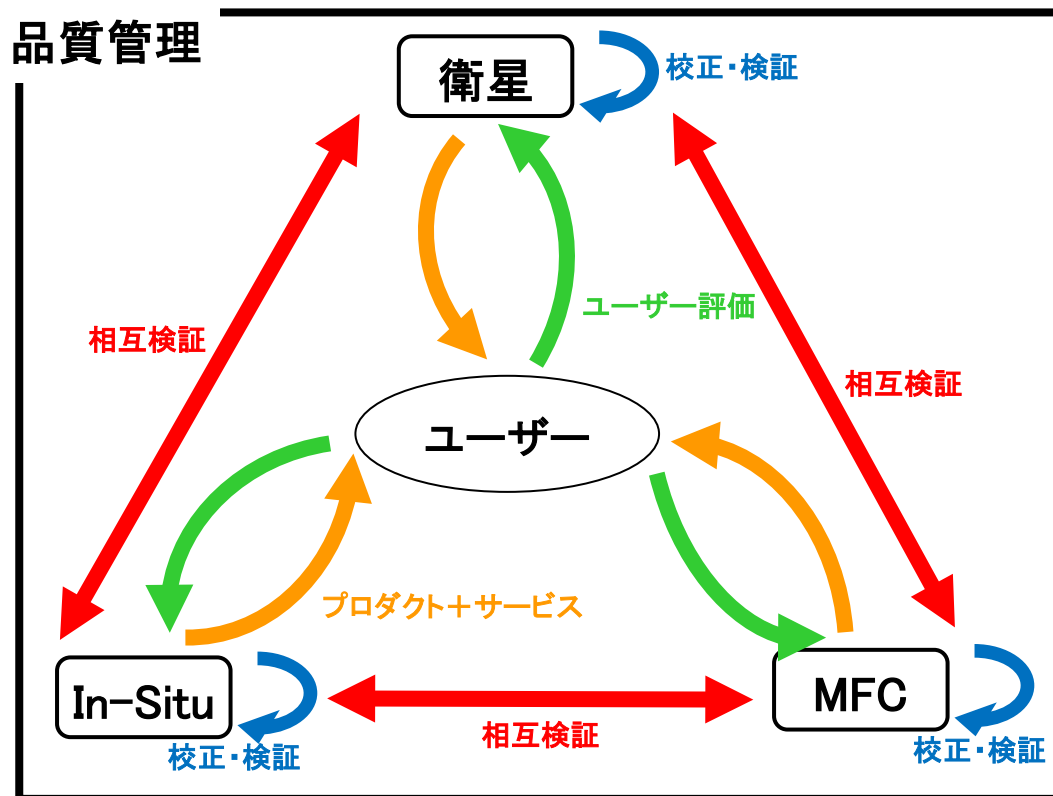 品質管理
衛星
校正・検証
ユーザー評価
相互検証
相互検証
ユーザー
プロダクト＋サービス
In-Situ
MFC
相互検証
校正・検証
校正・検証